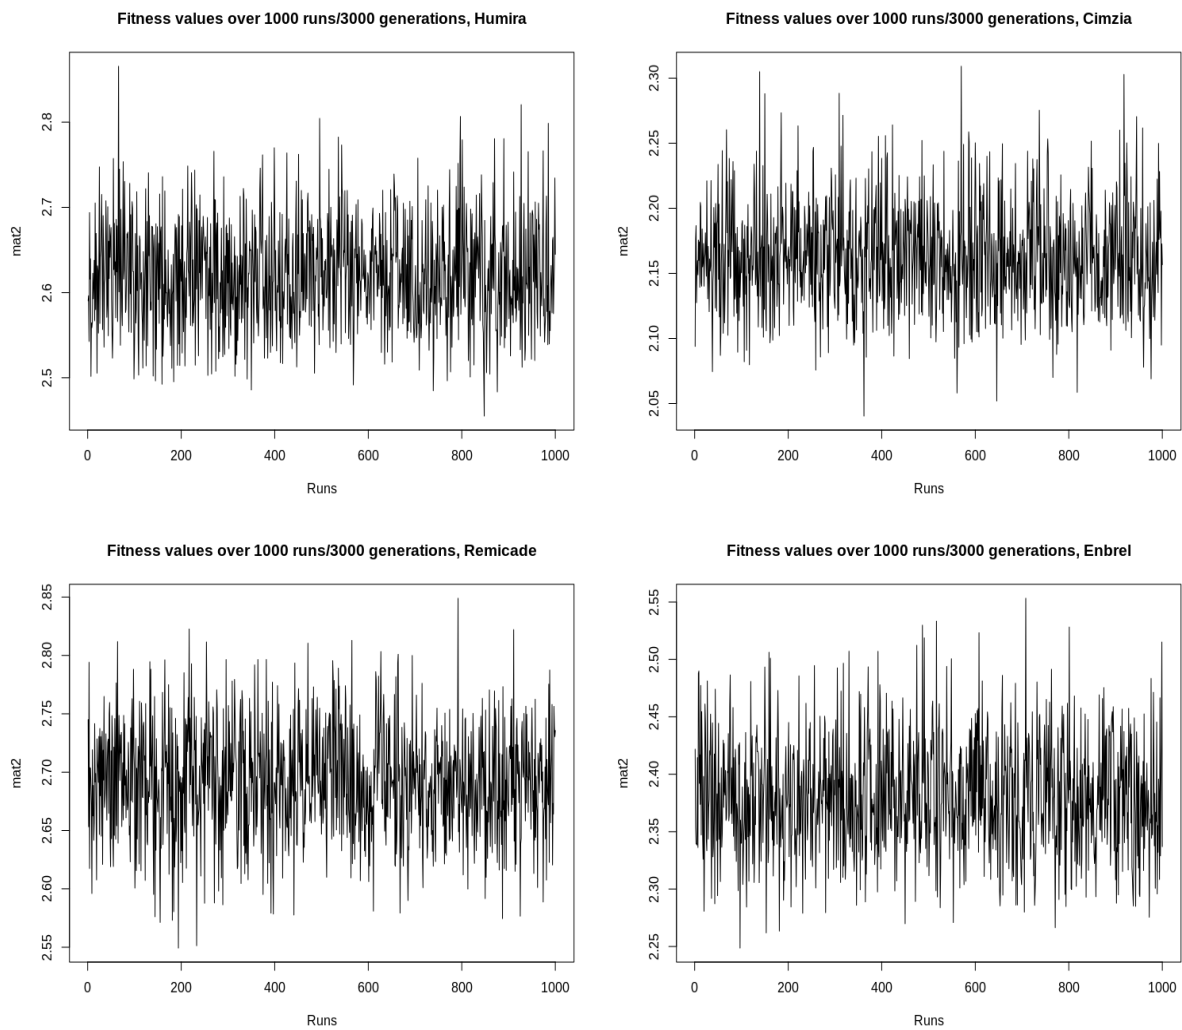 Fitness values over 1000 runs/3000 generations, Humira
mat2
2.8
2.7
2.6
2.5
0 200 400 600 800 1000
Runs
Fitness values over 1000 runs/3000 generations, Cimzia
mat2
2.30
2.25
2.20
2.15
2.10
2.05
0 200 400 600 800 1000
Runs
Fitness values over 1000 runs/3000 generations, Remicade
mat2
2.85
2.80
2.75
2.70
2.65
2.60
2.55
0 200 400 600 800 1000
Runs
Fitness values over 1000 runs/3000 generations, Enbrel
mat2
2.55
2.50
2.45
2.40
2.35
2.30
2.25
0 200 400 600 800 1000
Runs